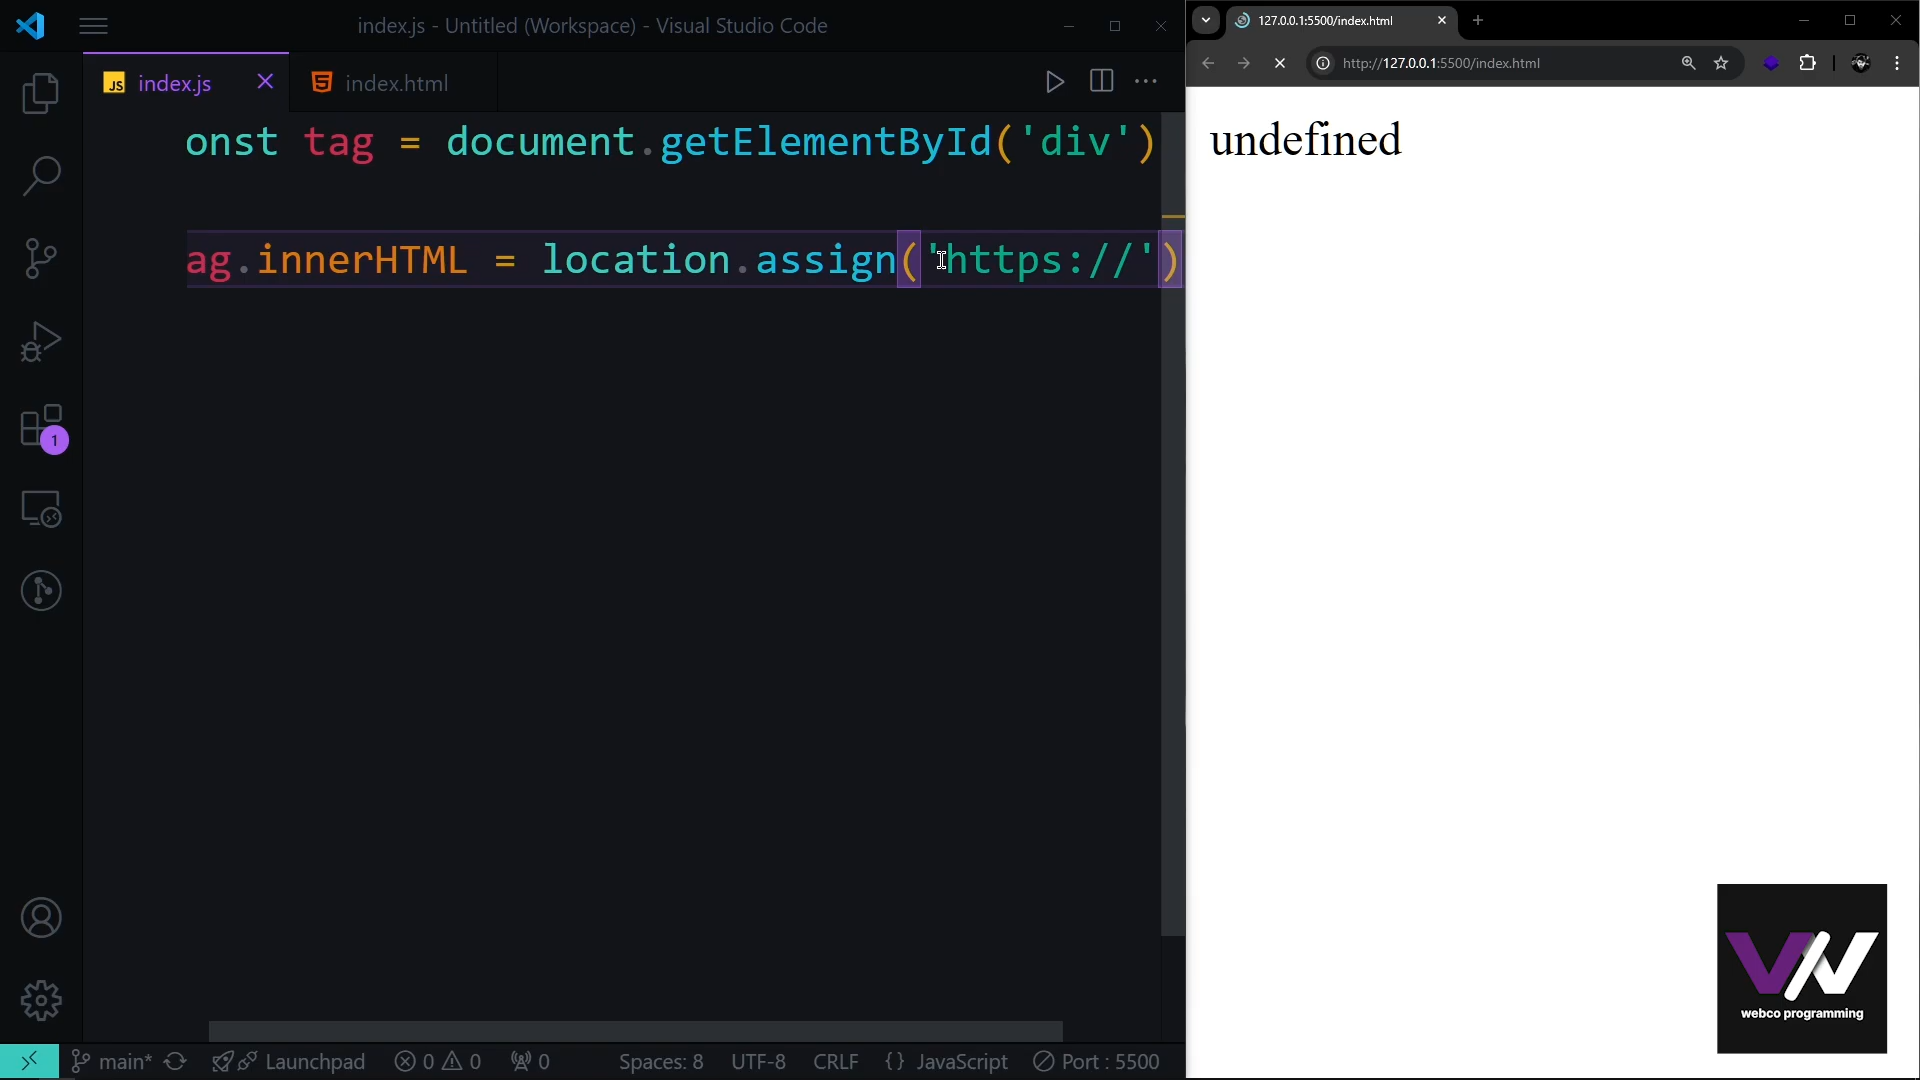 index.js - Untitled (Workspace) - Visual Studio Code
JS index.js
index.html
onst tag = document.getElementById('div')
ag.innerHTML = location.assign('https://')
1
main*
Launchpad
0
0
0
Spaces: 8
UTF-8
CRLF
{ } JavaScript
Port : 5500
127.0.0.1:5500/index.html
http://127.0.0.1:5500/index.html
undefined
webco programming